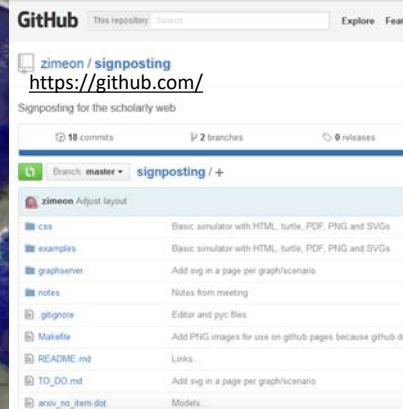 GitHub This repository Search Explore Feat
zimeon / signposting
https://github.com/
Signposting for the scholarly web
18 commits 2 branches 0 releases
Branch: master signposting / +
zimeon Adjust layout
css Basic simulator with HTML, turtle, PDF, PNG and SVGs
examples Basic simulator with HTML, turtle, PDF, PNG and SVGs
graphserver Add svg in a page per graph/scenario
notes Notes from meeting
.gitignore Editor and pyc files
Makefile Add PNG images for use on github pages because github d
README.md Links...
TO_DO.md Add svg in a page per graph/scenario
arxiv_no_item.dot Models...